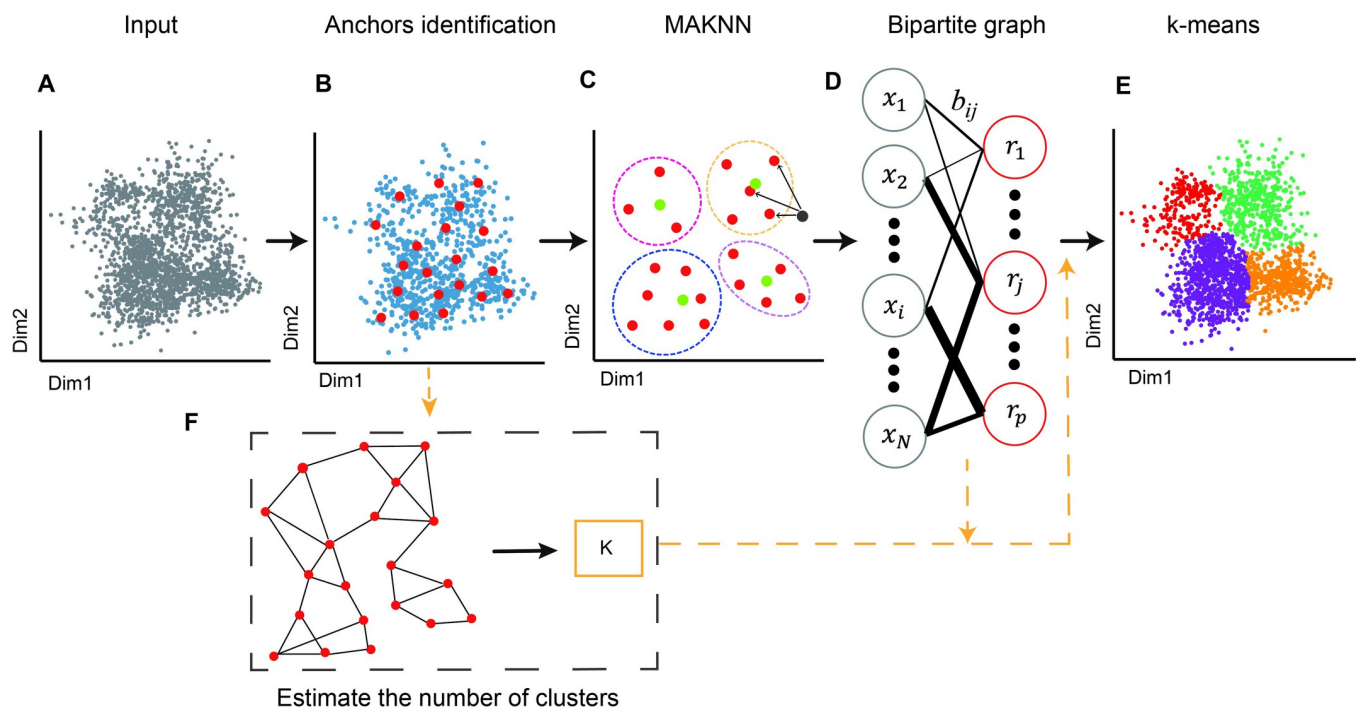 Input
Anchors identification
MAKNN
Bipartite graph
k-means
A
Dim2
Dim1
B
Dim2
Dim1
C
Dim2
Dim1
D
x1
x2
xi
xN
bij
r1
rj
rp
E
Dim2
Dim1
F
K
Estimate the number of clusters